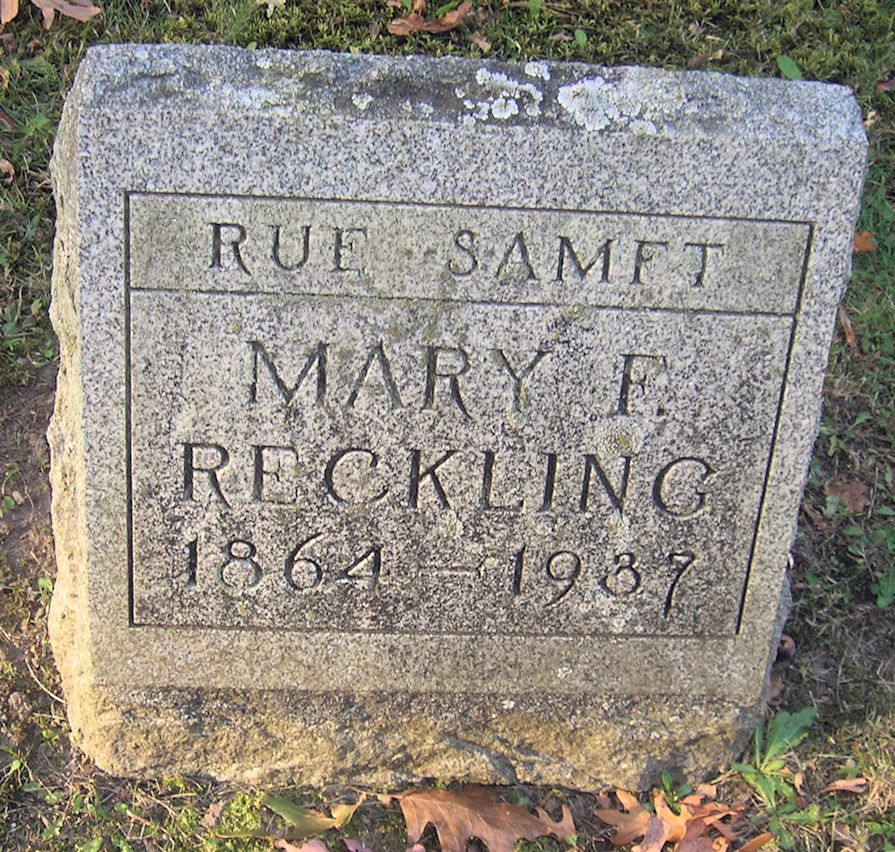 RUE SAMFT
MARY F.
RECKLING
1864 – 1937